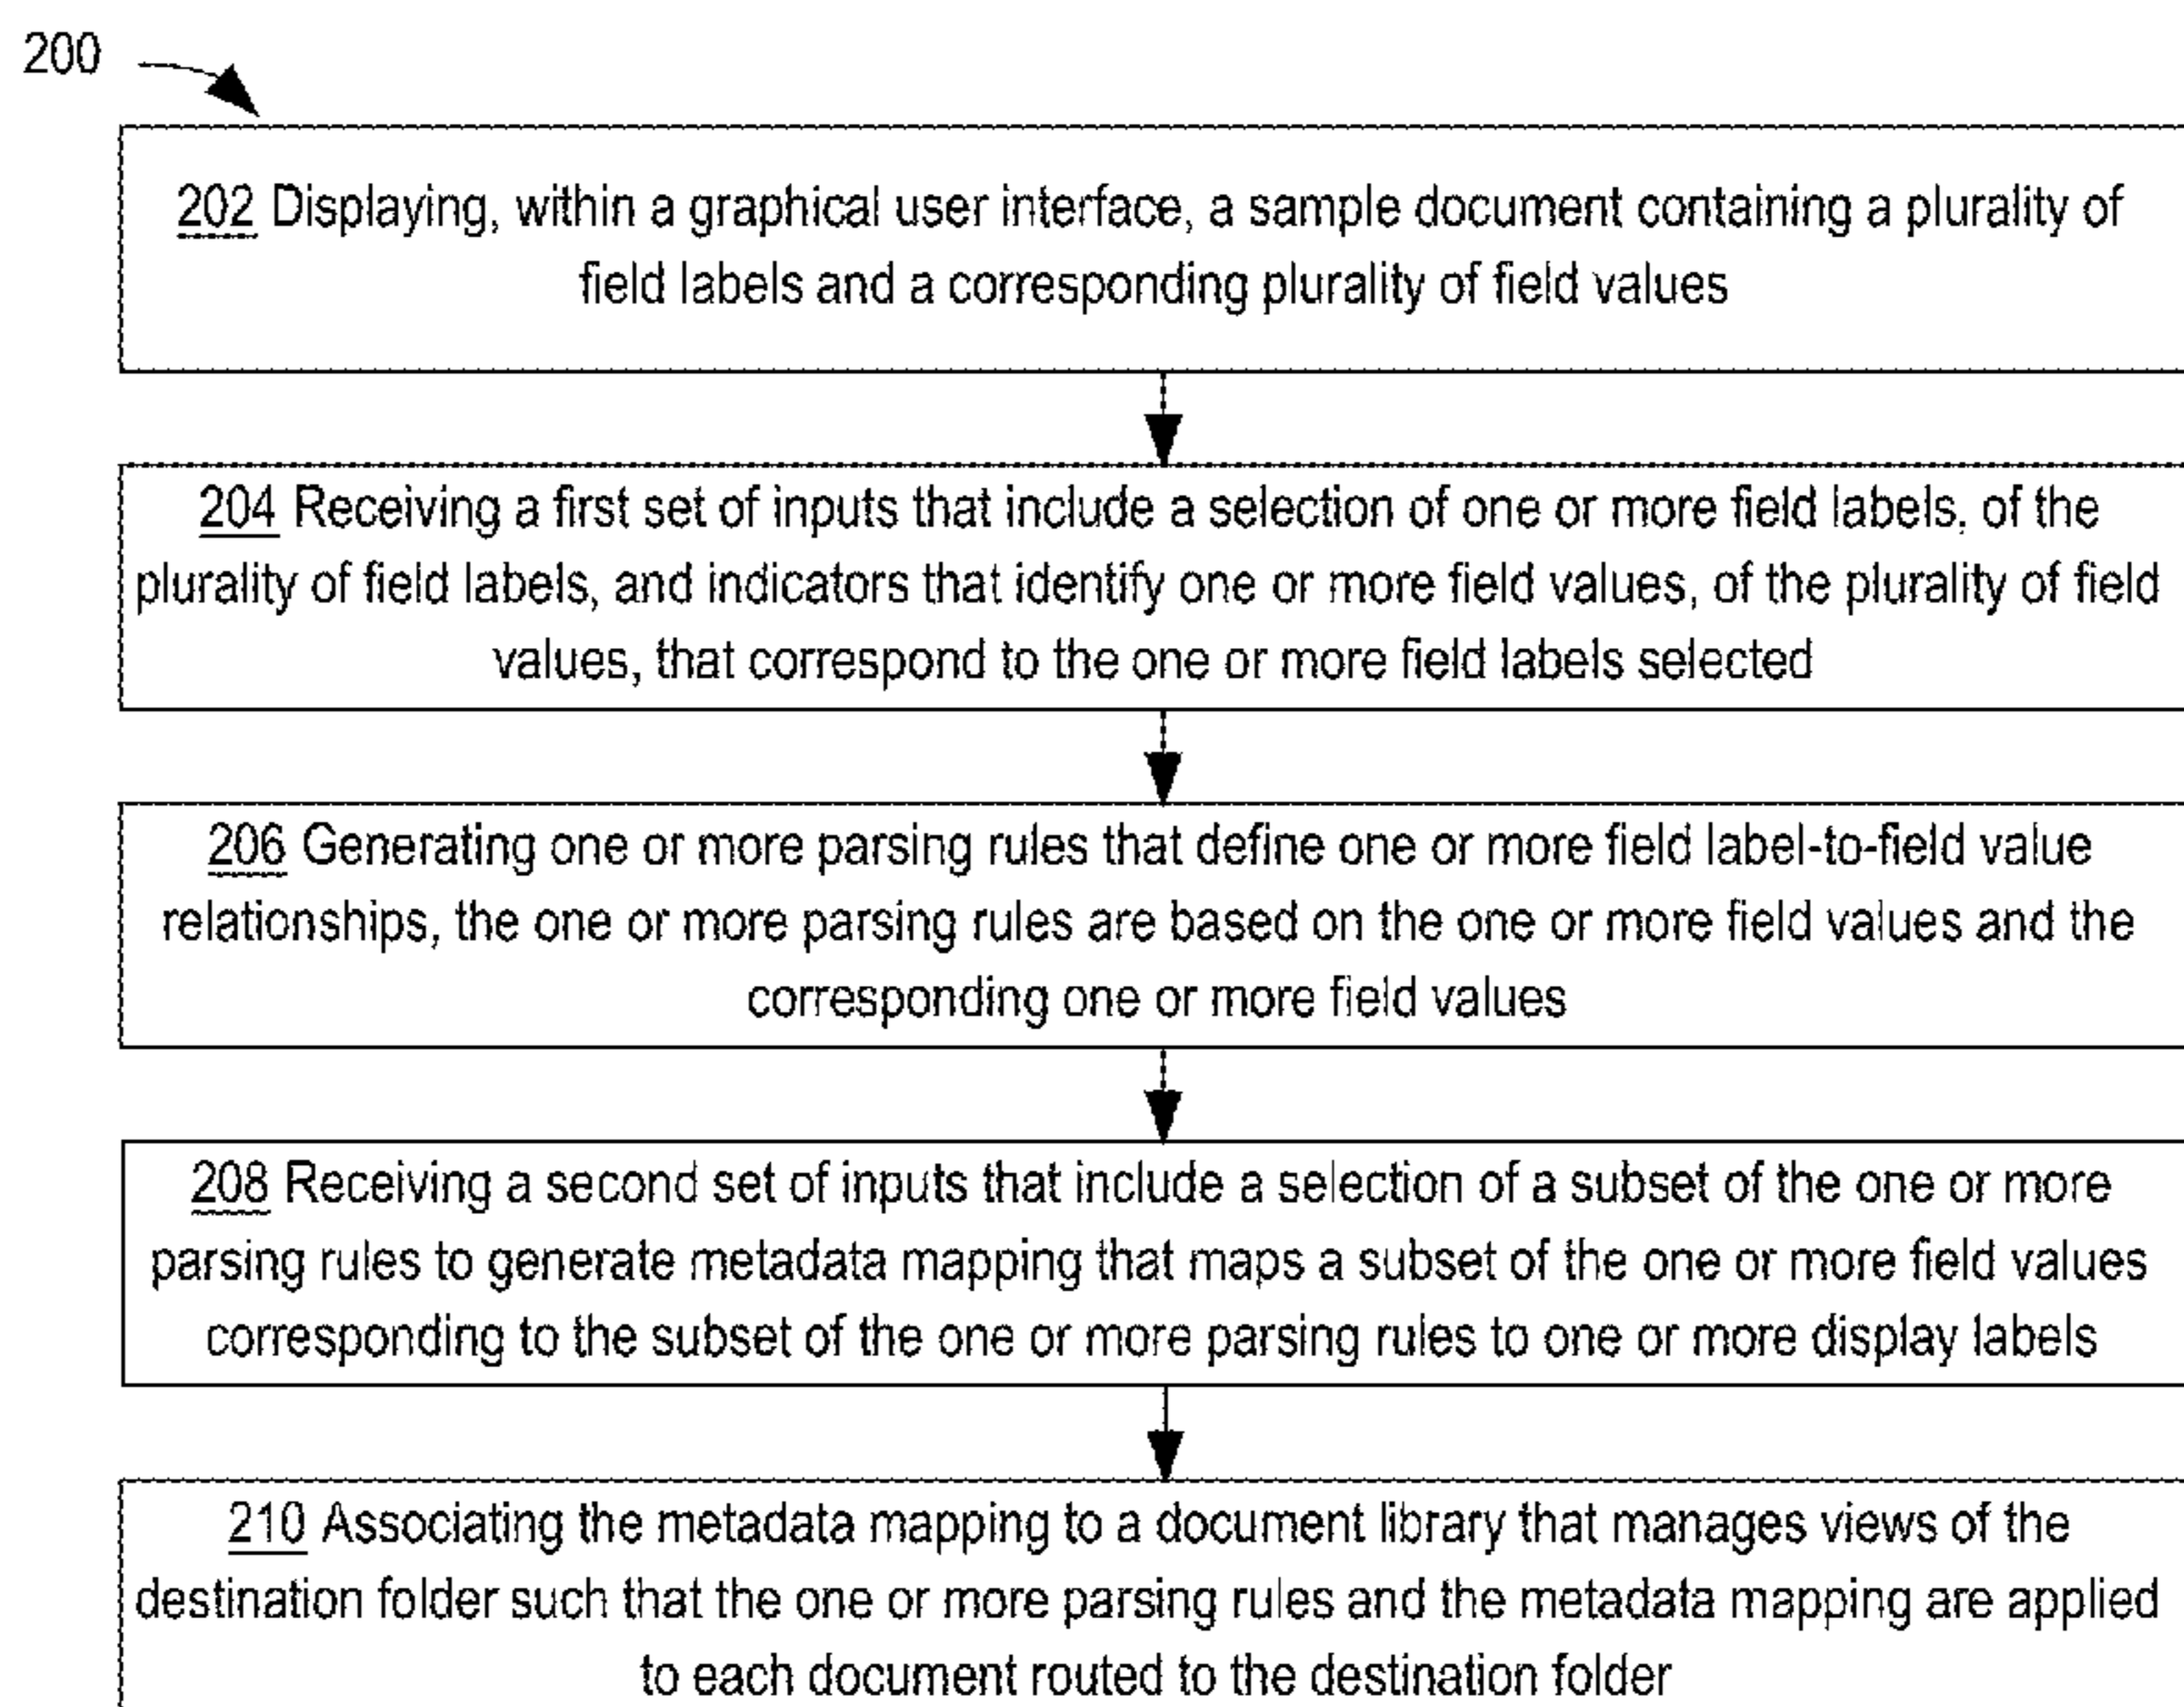 200
202 Displaying, within a graphical user interface, a sample document containing a plurality of
field labels and a corresponding plurality of field values
204 Receiving a first set of inputs that include a selection of one or more field labels, of the
plurality of field labels, and indicators that identify one or more field values, of the plurality of field
values, that correspond to the one or more field labels selected
206 Generating one or more parsing rules that define one or more field label-to-field value
relationships, the one or more parsing rules are based on the one or more field values and the
corresponding one or more field values
208 Receiving a second set of inputs that include a selection of a subset of the one or more
parsing rules to generate metadata mapping that maps a subset of the one or more field values
corresponding to the subset of the one or more parsing rules to one or more display labels
210 Associating the metadata mapping to a document library that manages views of the
destination folder such that the one or more parsing rules and the metadata mapping are applied
to each document routed to the destination folder